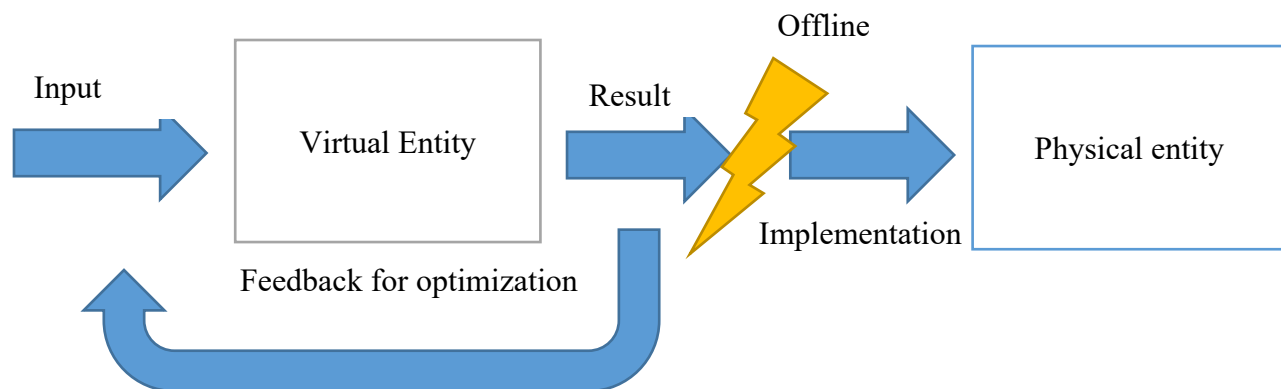 Offline
Input
Result
Virtual Entity
Physical entity
Implementation
Feedback for optimization